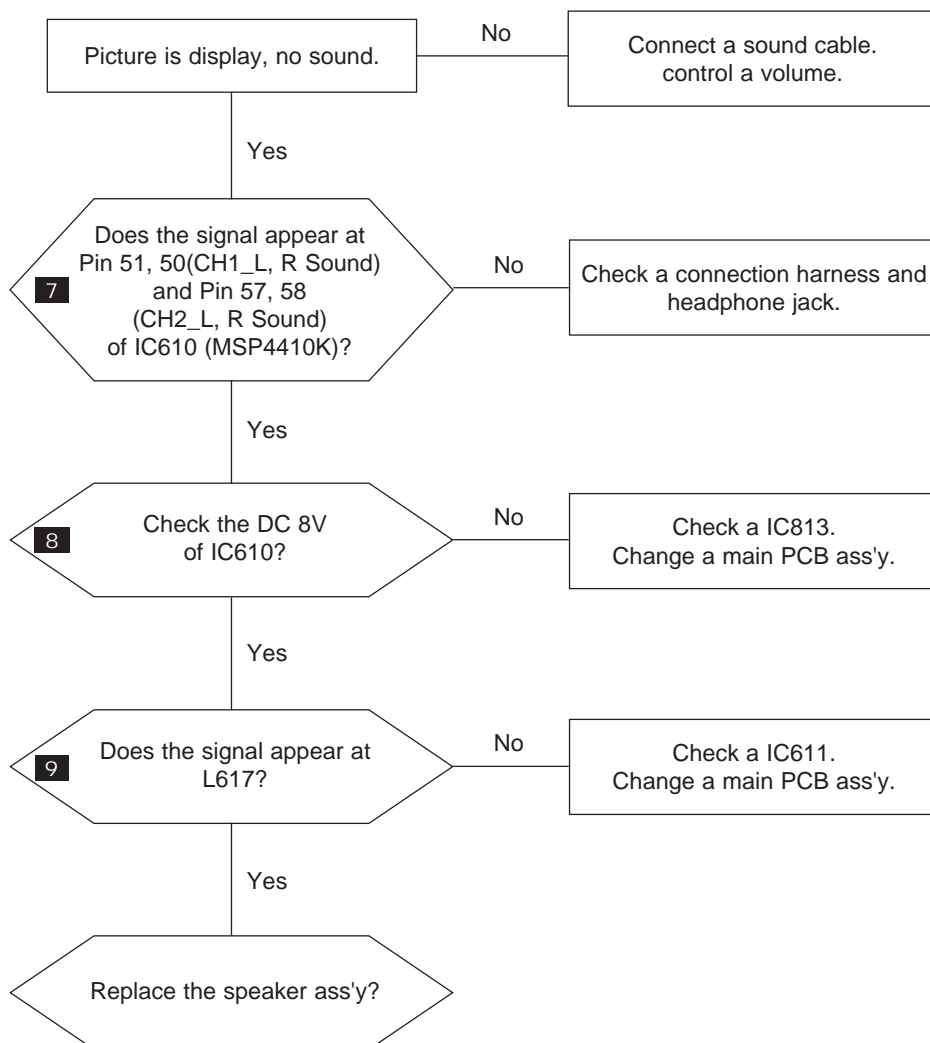 Picture is display, no sound.
No
Connect a sound cable.
control a volume.
Yes
7
Does the signal appear at
Pin 51, 50(CH1_L, R Sound)
and Pin 57, 58
(CH2_L, R Sound)
of IC610 (MSP4410K)?
No
Check a connection harness and
headphone jack.
Yes
8
Check the DC 8V
of IC610?
No
Check a IC813.
Change a main PCB ass'y.
Yes
9
Does the signal appear at
L617?
No
Check a IC611.
Change a main PCB ass'y.
Yes
Replace the speaker ass'y?